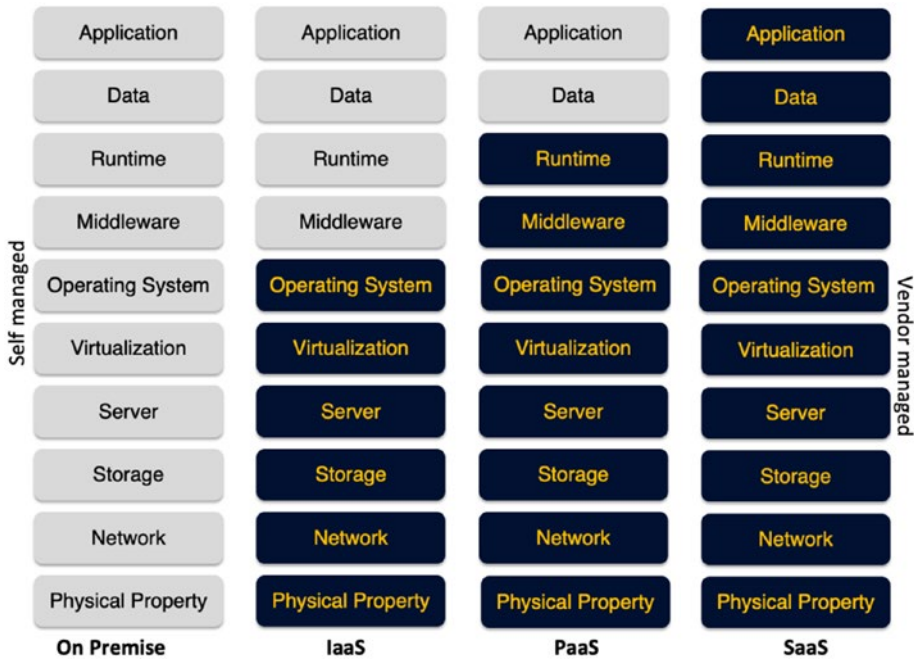 Application Application Application Application
Data Data Data Data
Runtime Runtime Runtime Runtime
Middleware Middleware Middleware Middleware
Self managed
Operating System Operating System Operating System Operating System
Vendor managed
Virtualization Virtualization Virtualization Virtualization
Server Server Server Server
Storage Storage Storage Storage
Network Network Network Network
Physical Property Physical Property Physical Property Physical Property
On Premise IaaS PaaS SaaS